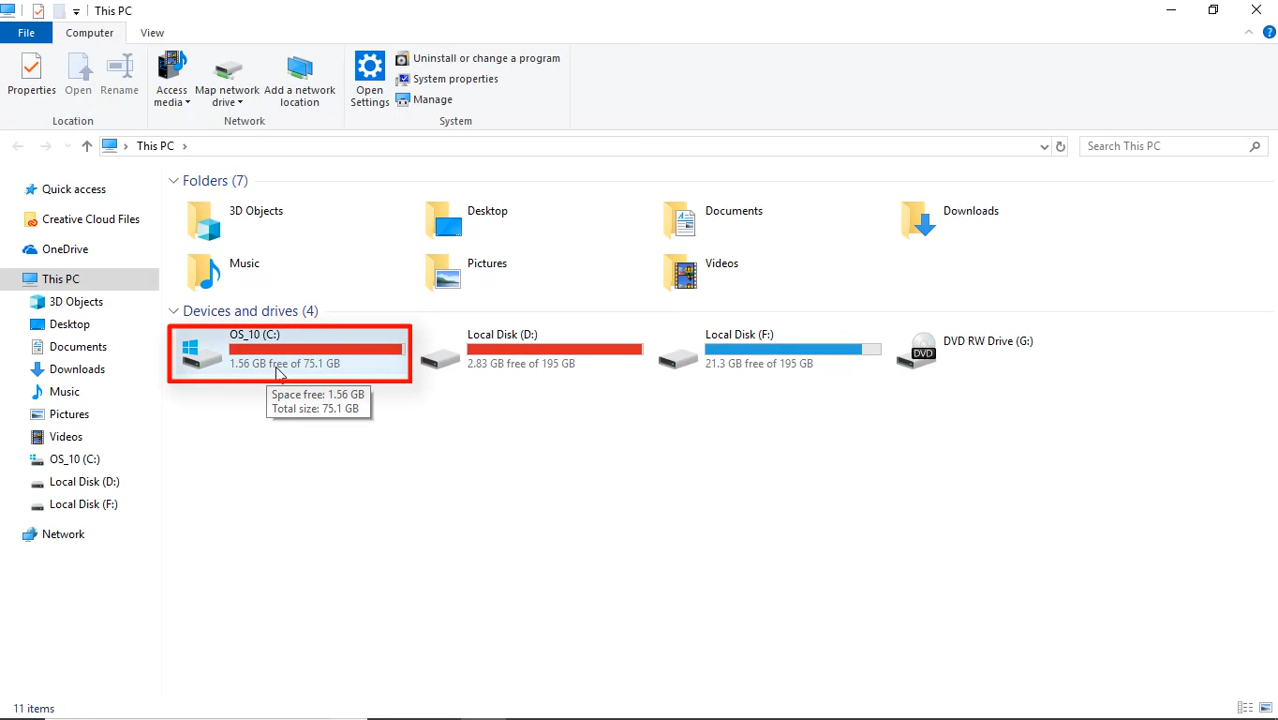 This PC
File
Computer
View
Properties
Open
Rename
Access media
Map network drive
Add a network location
Open Settings
Uninstall or change a program
System properties
Manage
Location
Network
System
This PC
Search This PC
Quick access
Creative Cloud Files
OneDrive
This PC
3D Objects
Desktop
Documents
Downloads
Music
Pictures
Videos
OS_10 (C:)
Local Disk (D:)
Local Disk (F:)
Network
Folders (7)
3D Objects
Desktop
Documents
Downloads
Music
Pictures
Videos
Devices and drives (4)
OS_10 (C:)
1.56 GB free of 75.1 GB
Local Disk (D:)
2.83 GB free of 195 GB
Local Disk (F:)
21.3 GB free of 195 GB
DVD
DVD RW Drive (G:)
Space free: 1.56 GB
Total size: 75.1 GB
11 items